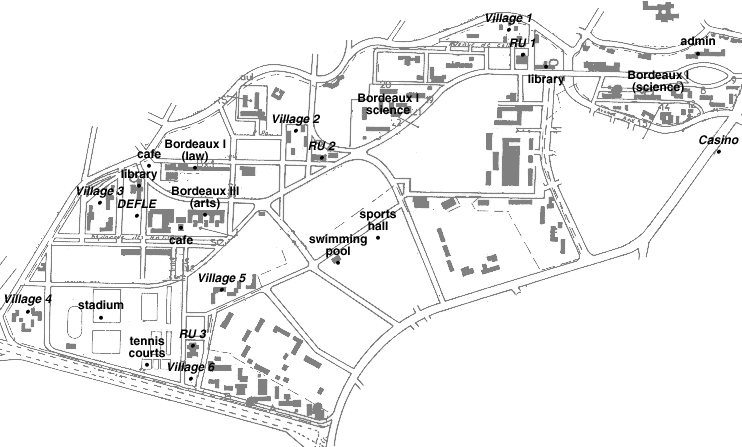 Village 1
RU 1
admin
library
Bordeaux I
(science)
Bordeaux I
science
Casino
Village 2
RU 2
Bordeaux I
(law)
cafe
library
Village 3
DEFLE
Bordeaux III
(arts)
cafe
sports
hall
swimming
pool
Village 5
Village 4
stadium
RU 3
tennis
courts
Village 6